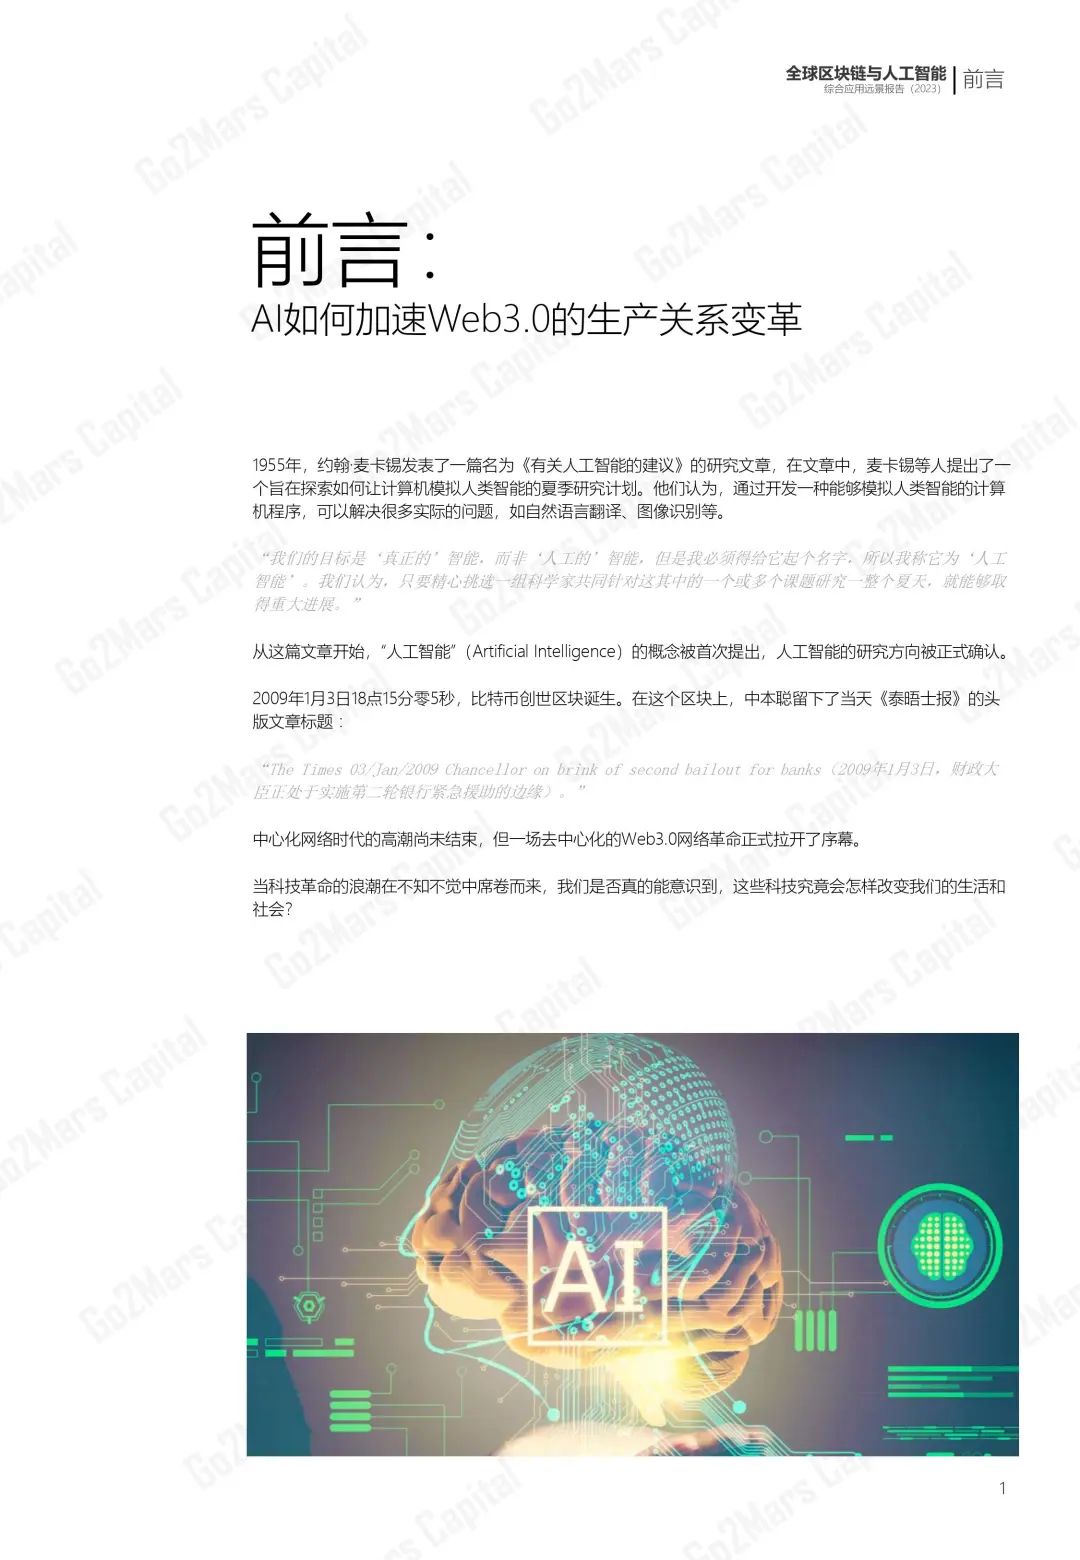 全球区块链与人工智能
综合应用远景报告（2023）
前言
前言：
AI如何加速Web3.0的生产关系变革
1955年，约翰·麦卡锡发表了一篇名为《有关人工智能的建议》的研究文章，在文章中，麦卡锡等人提出了一
个旨在探索如何让计算机模拟人类智能的夏季研究计划。他们认为，通过开发一种能够模拟人类智能的计算
机程序，可以解决很多实际的问题，如自然语言翻译、图像识别等。
“我们的目标是‘真正的’智能，而非‘人工的’智能，但是我必须得给它起个名字，所以我称它为‘人工
智能’。我们认为，只要精心挑选一组科学家共同针对这其中的一个或多个课题研究一整个夏天，就能够取
得重大进展。”
从这篇文章开始，“人工智能”（Artificial Intelligence）的概念被首次提出，人工智能的研究方向被正式确认。
2009年1月3日18点15分零5秒，比特币创世区块诞生。在这个区块上，中本聪留下了当天《泰晤士报》的头
版文章标题：
“The Times 03/Jan/2009 Chancellor on brink of second bailout for banks（2009年1月3日，财政大
臣正处于实施第二轮银行紧急援助的边缘）。”
中心化网络时代的高潮尚未结束，但一场去中心化的Web3.0网络革命正式拉开了序幕。
当科技革命的浪潮在不知不觉中席卷而来，我们是否真的能意识到，这些科技究竟会怎样改变我们的生活和
社会？
AI
1
Go2Mars Capital